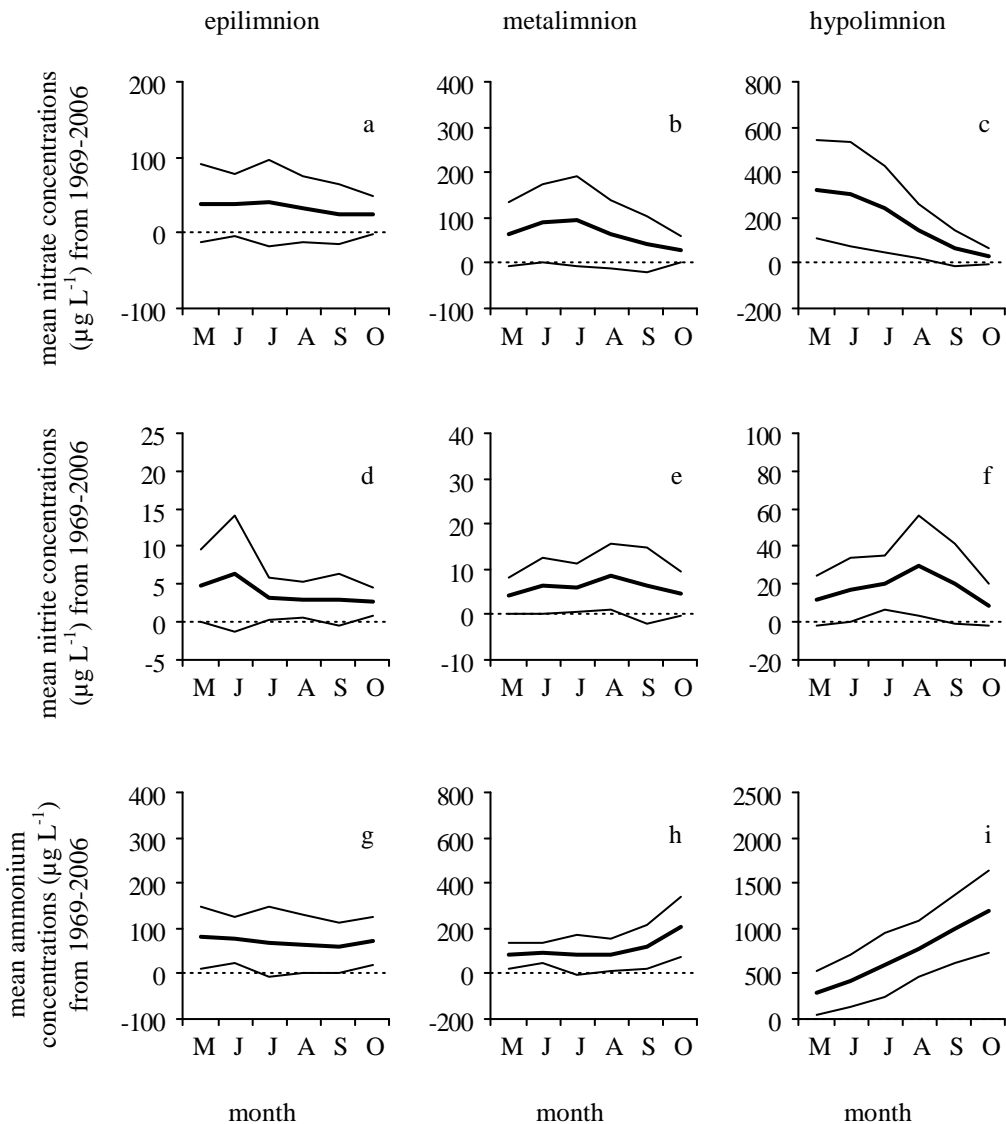 epilimnion metalimnion hypolimnion
mean nitrate concentrations
(µg L-1) from 1969-2006
200
100
0
-100
a
M J J A S O
400
300
200
100
0
-100
b
M J J A S O
800
600
400
200
0
-200
c
M J J A S O
mean nitrite concentrations
(µg L-1) from 1969-2006
25
20
15
10
5
0
-5
d
M J J A S O
40
30
20
10
0
-10
e
M J J A S O
100
80
60
40
20
0
-20
f
M J J A S O
mean ammonium
concentrations (µg L-1)
from 1969-2006
400
300
200
100
0
-100
g
M J J A S O
800
600
400
200
0
-200
h
M J J A S O
2500
2000
1500
1000
500
0
i
M J J A S O
month month month